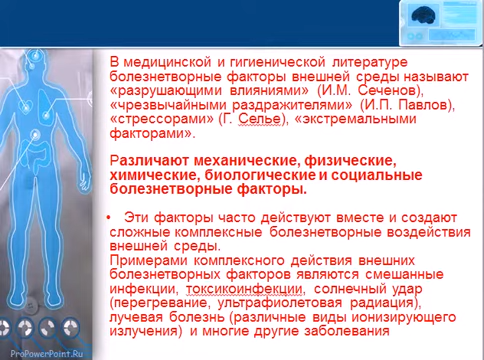 В медицинской и гигиенической литературе
болезнетворные факторы внешней среды называют
«разрушающими влияниями» (И.М. Сеченов),
«чрезвычайными раздражителями» (И.П. Павлов),
«стрессорами» (Г. Селье), «экстремальными
факторами».
Различают механические, физические,
химические, биологические и социальные
болезнетворные факторы.
• Эти факторы часто действуют вместе и создают
сложные комплексные болезнетворные воздействия
внешней среды.
Примерами комплексного действия внешних
болезнетворных факторов являются смешанные
инфекции, токсикоинфекции, солнечный удар
(перегревание, ультрафиолетовая радиация),
лучевая болезнь (различные виды ионизирующего
излучения) и многие другие заболевания
ProPowerPoint.Ru